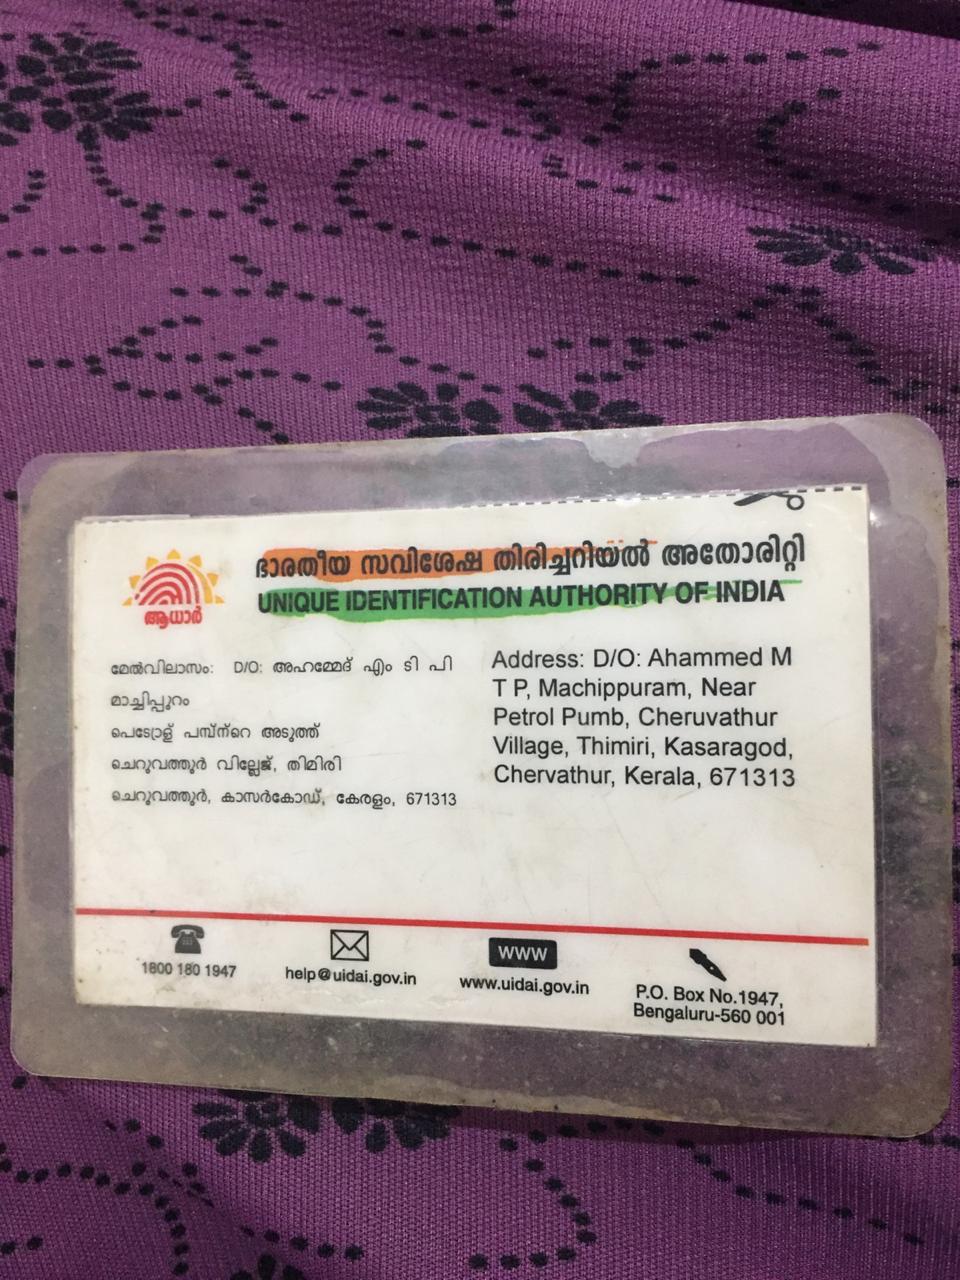 ഭാരതീയ സവിശേഷ തിരിച്ചറിയൽ അതോരിറ്റി
UNIQUE IDENTIFICATION AUTHORITY OF INDIA
ആധാർ
മേൽവിലാസം: D/O: അഹമ്മേദ് എം ടി പി
മാച്ചിപ്പുറം
പെട്രോള് പമ്പ്ന്റെ അടുത്ത്
ചെറുവത്തൂർ വില്ലേജ്, തിമിരി
ചെറുവത്തൂർ, കാസർകോഡ്, കേരളം, 671313
Address: D/O: Ahammed M
T P, Machippuram, Near
Petrol Pumb, Cheruvathur
Village, Thimiri, Kasaragod,
Chervathur, Kerala, 671313
1800 180 1947
help@uidai.gov.in
www
www.uidai.gov.in
P.O. Box No.1947,
Bengaluru-560 001